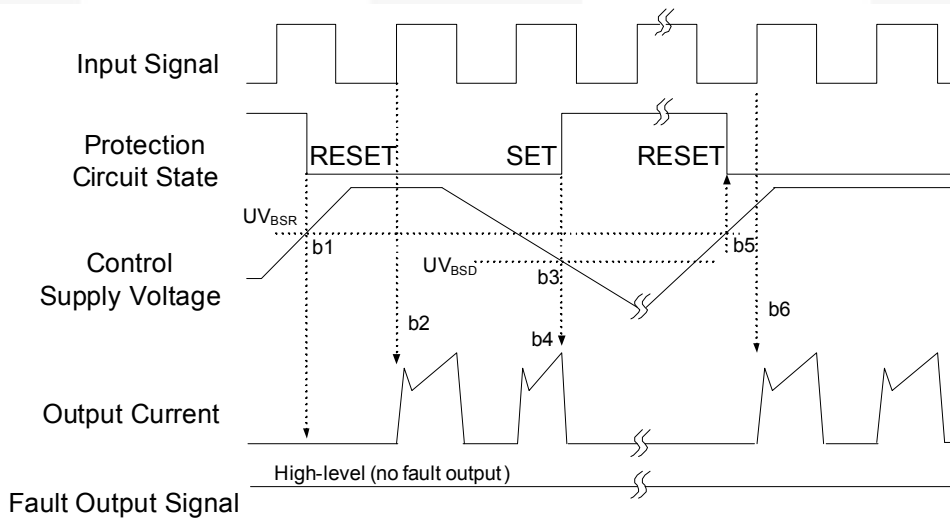 Input Signal
Protection
Circuit State
RESET
SET
RESET
UVBSR
b1
UVBSD
b3
b5
Control
Supply Voltage
b2
b4
b6
Output Current
High-level (no fault output)
Fault Output Signal